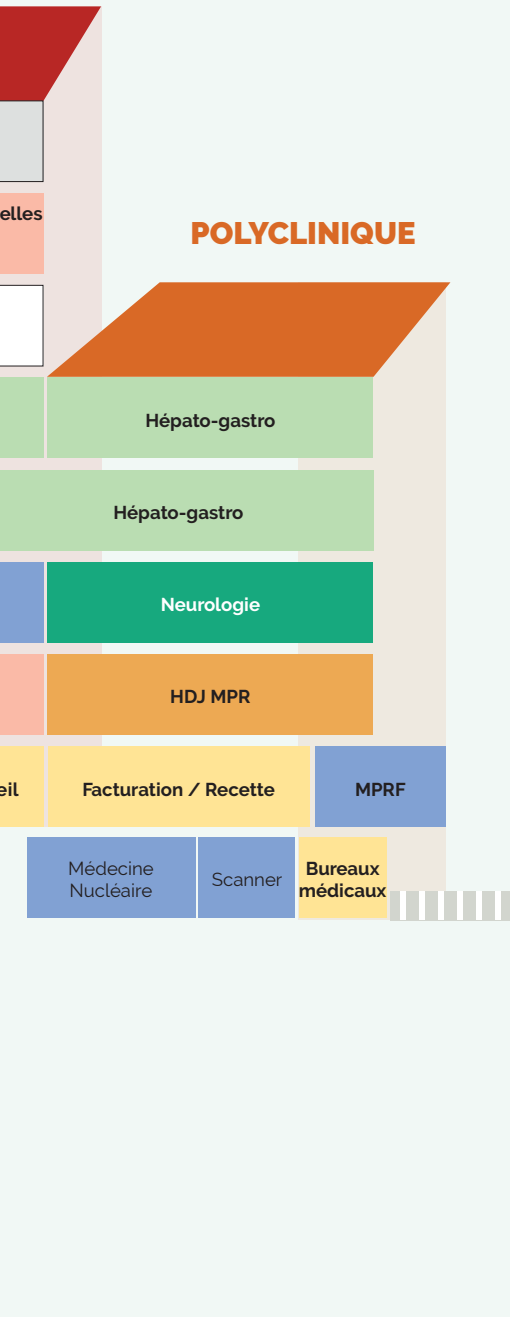 elles
POLYCLINIQUE
Hépato-gastro
Hépato-gastro
Neurologie
HDJ MPR
eil
Facturation / Recette
MPRF
Médecine
Nucléaire
Scanner
Bureaux
médicaux